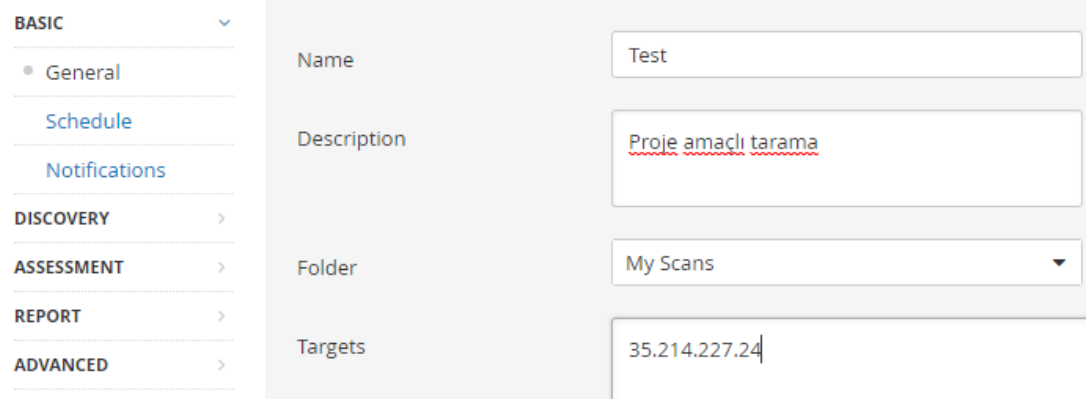 BASIC
General
Schedule
Notifications
DISCOVERY
ASSESSMENT
REPORT
ADVANCED
Name
Test
Description
Proje amaçlı tarama
Folder
My Scans
Targets
35.214.227.24